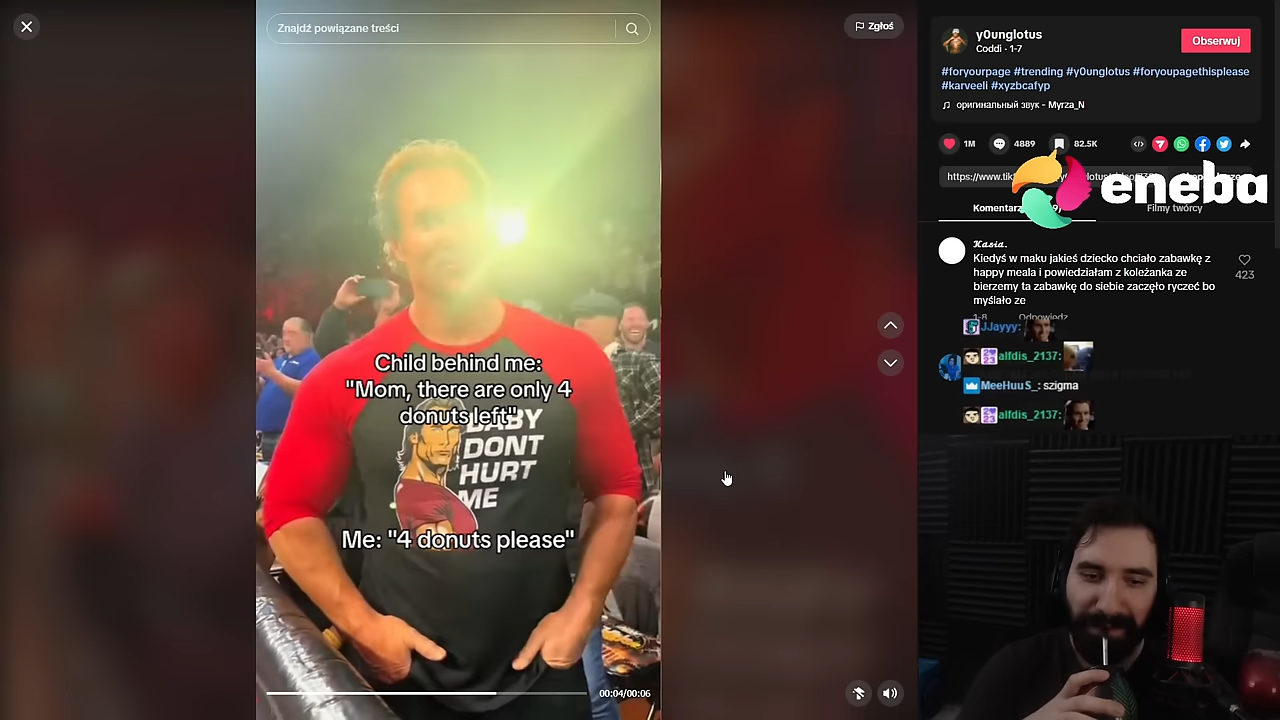 Znajdź powiązane treści
Zgłoś
Child behind me:
"Mom, there are only 4
donuts left"
BABY
DONT
HURT
ME
Me: "4 donuts please"
00:04/00:06
y0unglotus
Coddi · 1-7
Obserwuj
#foryourpage #trending #y0unglotus #foryoupagethisplease
#karveeli #xyzbcafyp
оригинальный звук - Myrza_N
1M
4889
82.5K
https://www.tik
eneba
Filmy twórcy
Kasia.
Kiedyś w maku jakieś dziecko chciało zabawkę z
happy meala i powiedziałam z koleżanka ze
bierzemy ta zabawkę do siebie zaczęło ryczeć bo
myślało ze
423
1-8 Odpowiedz
JJayyy:
alfdis_2137:
MeeHuuS_: szigma
alfdis_2137: